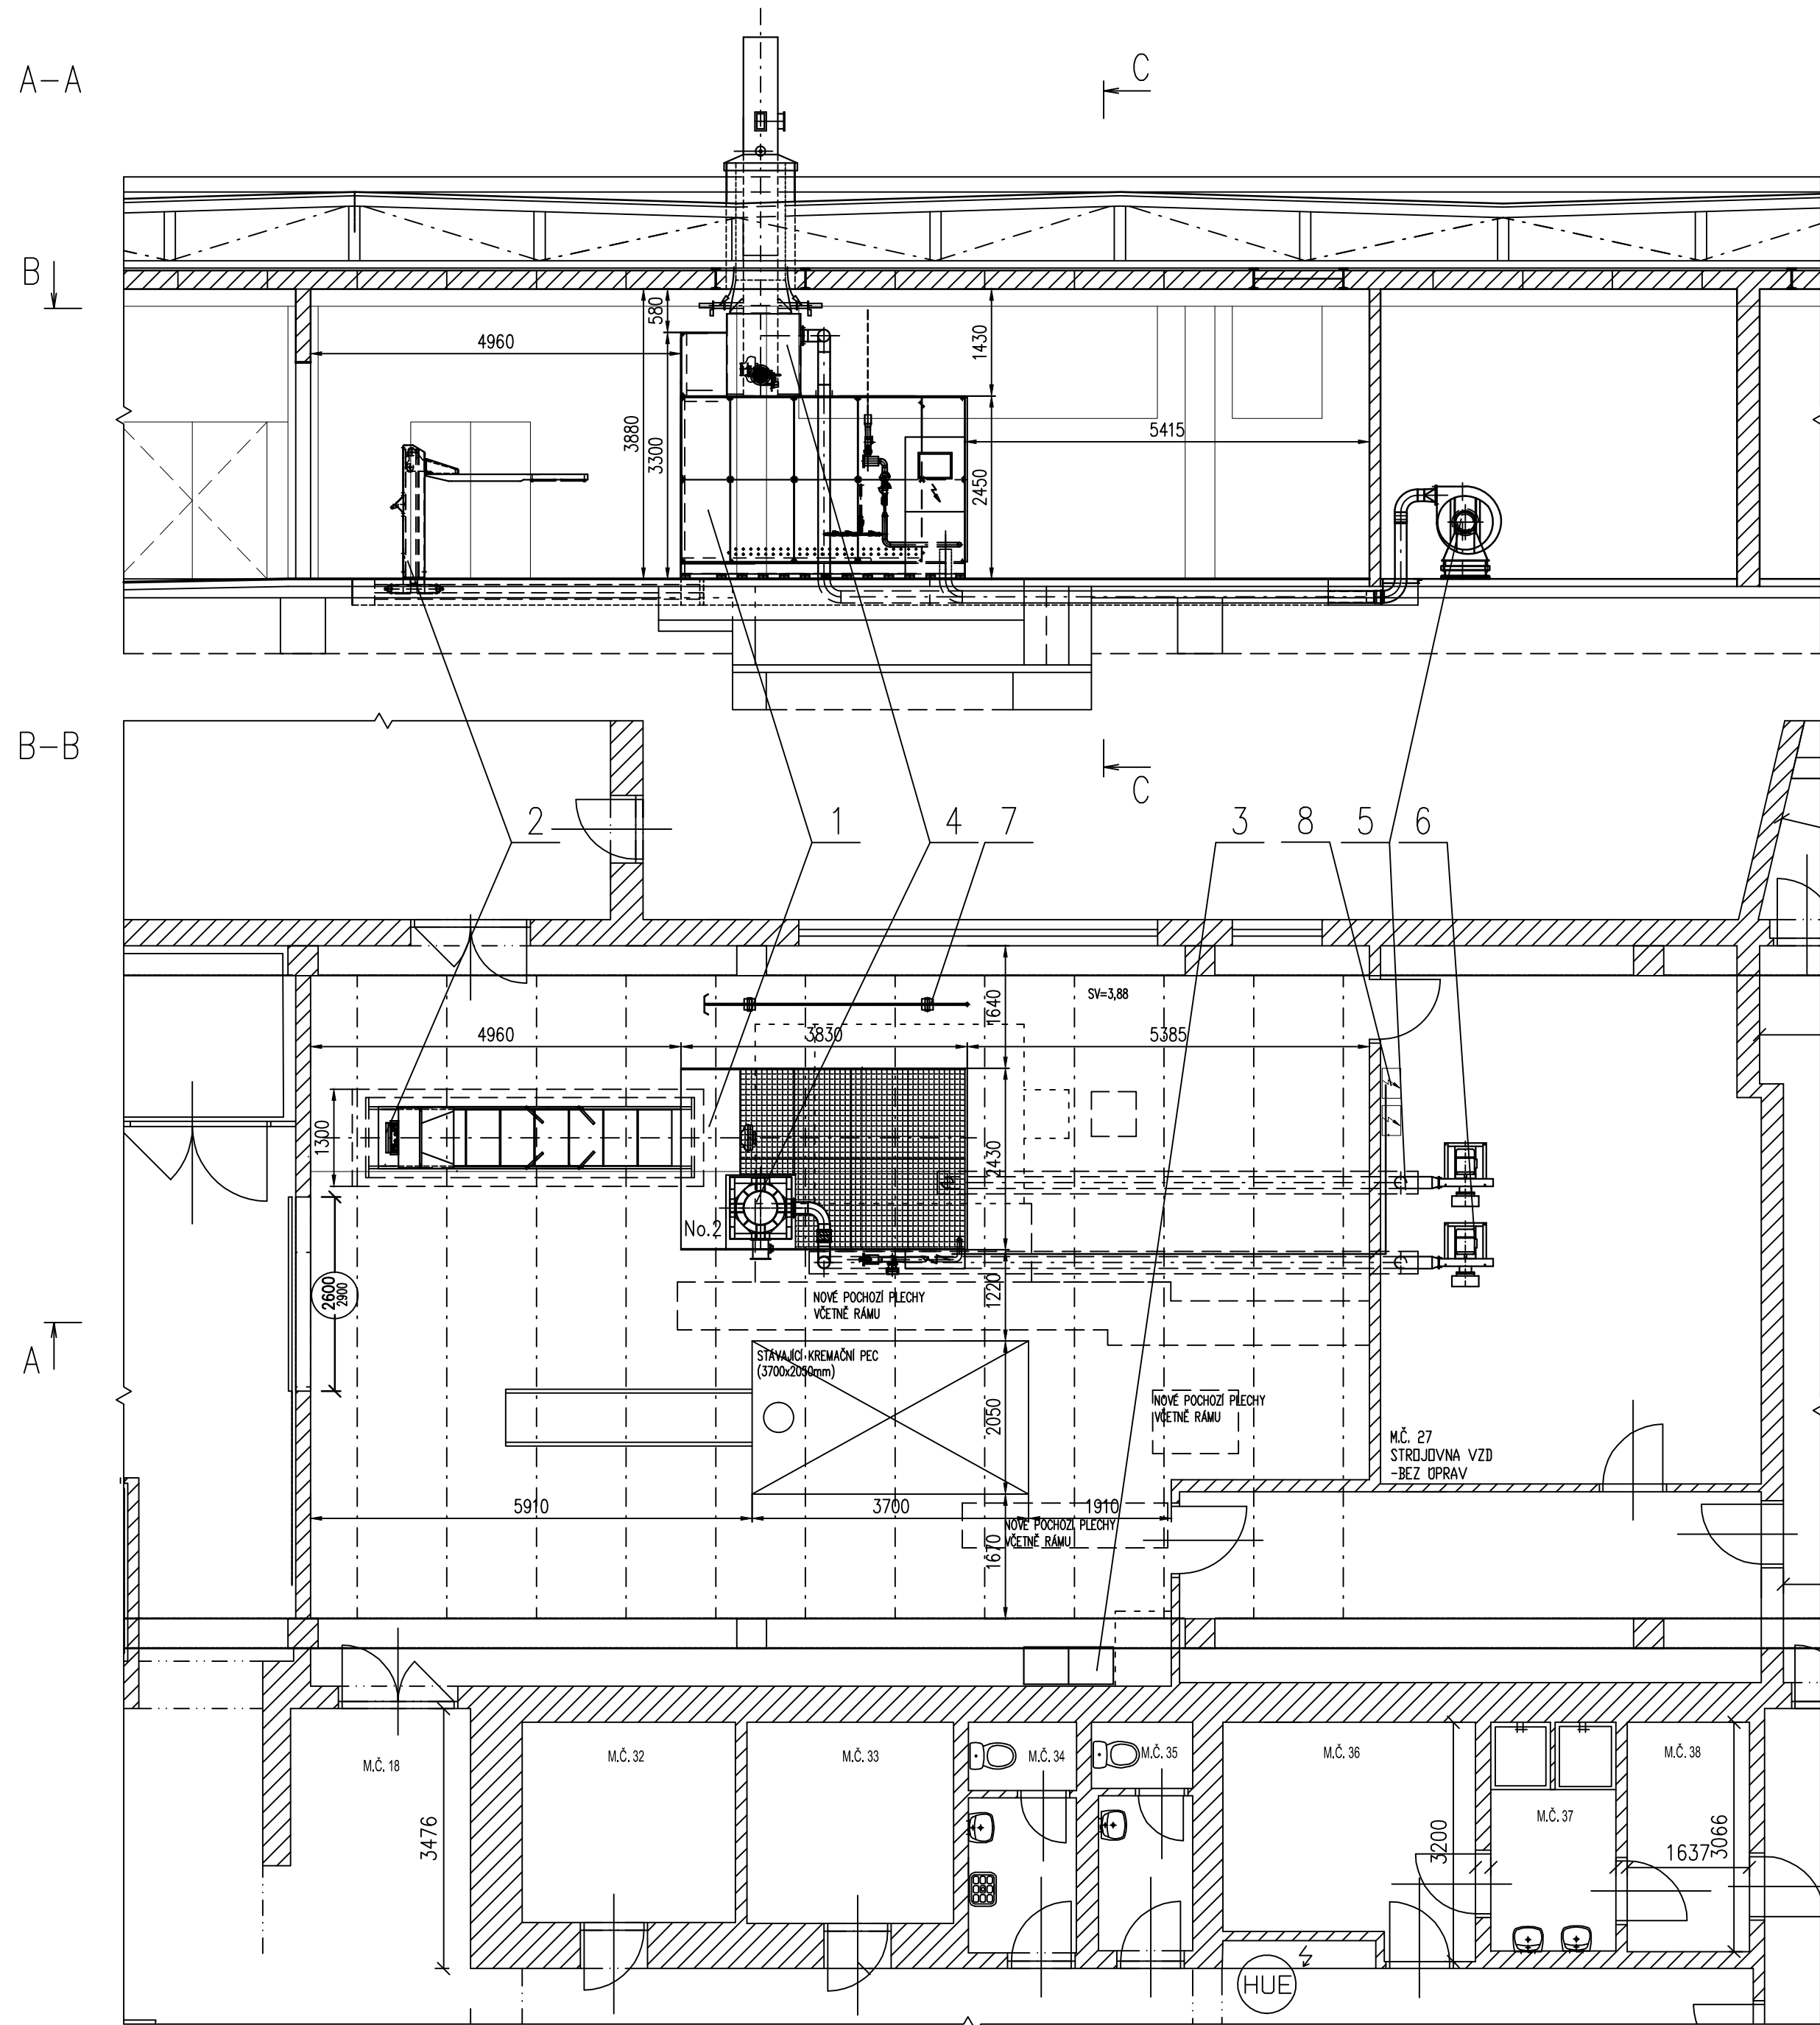 A-A
C
B
580
4960
1430
3880
3300
5415
2450
B-B
C
2
1
4
7
3
8
5
6
SV=3,88
1640
4960
3830
5385
1300
2430
No.2
2600
2900
1220
NOVÉ POCHOZÍ PLECHY
VČETNĚ RÁMU
A
STÁVAJÍCÍ KREMAČNÍ PEC
(3700x2050mm)
2050
NOVÉ POCHOZÍ PLECHY
VČETNĚ RÁMU
M.Č. 27
STROJOVNA VZD
-BEZ ÚPRAV
5910
3700
1910
NOVÉ POCHOZÍ PLECHY
VČETNĚ RÁMU
1670
M.Č. 18
M.Č. 32
M.Č. 33
M.Č. 34
M.Č. 35
M.Č. 36
M.Č. 38
M.Č. 37
3476
3200
1637
3066
HUE